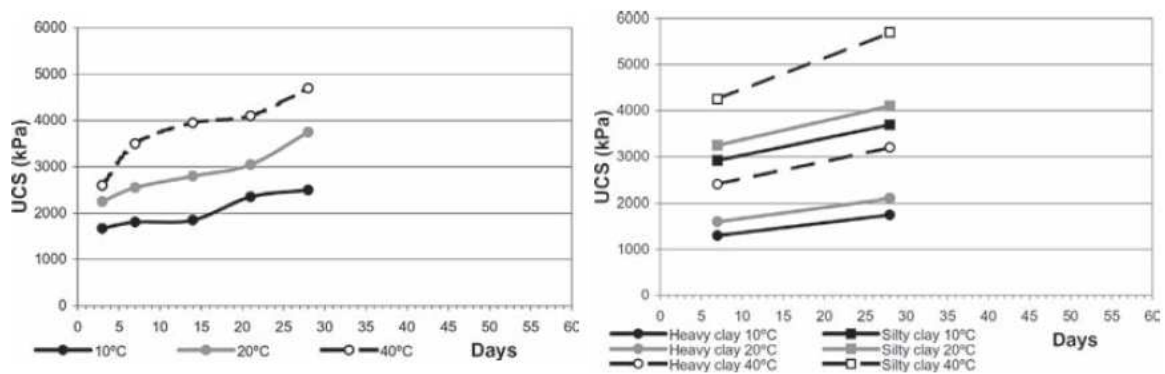 6000
5000
4000
3000
2000
1000
0
UCS (kPa)
0 5 10 15 20 25 30 35 40 45 50 55 6C
10ºC 20ºC 40ºC Days
6000
5000
4000
3000
2000
1000
0
UCS (kPa)
0 5 10 15 20 25 30 35 40 45 50 55 60
Heavy clay 10ºC Silty clay 10ºC
Heavy clay 20ºC Silty clay 20ºC Days
Heavy clay 40ºC Silty clay 40ºC